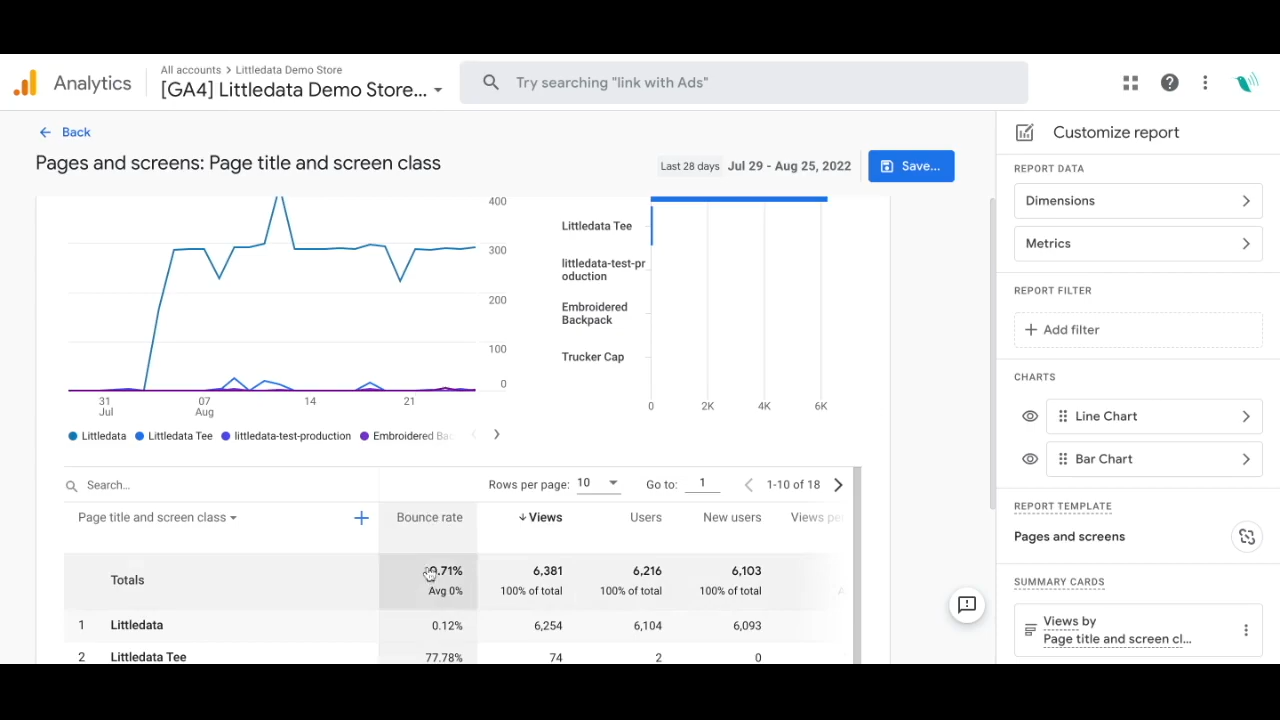 Analytics
All accounts > Littledata Demo Store
[GA4] Littledata Demo Store...
Try searching "link with Ads"
Back
Pages and screens: Page title and screen class
Last 28 days
Jul 29 - Aug 25, 2022
Save...
400
300
200
100
0
31
Jul
07
Aug
14
21
Littledata
Littledata Tee
littledata-test-production
Embroidered
Littledata Tee
littledata-test-pr
oduction
Embroidered
Backpack
Trucker Cap
0
2K
4K
6K
Search...
Rows per page: 10
Go to: 1
1-10 of 18
Page title and screen class
Bounce rate
Views
Users
New users
Views
Totals
.71%
6,381
6,216
6,103
Avg 0%
100% of total
100% of total
100% of total
1 Littledata 0.12% 6,254 6,104 6,093
2 Littledata Tee 77.78% 74 2 0
Customize report
REPORT DATA
Dimensions
Metrics
REPORT FILTER
Add filter
CHARTS
Line Chart
Bar Chart
REPORT TEMPLATE
Pages and screens
SUMMARY CARDS
Views by
Page title and screen cl...